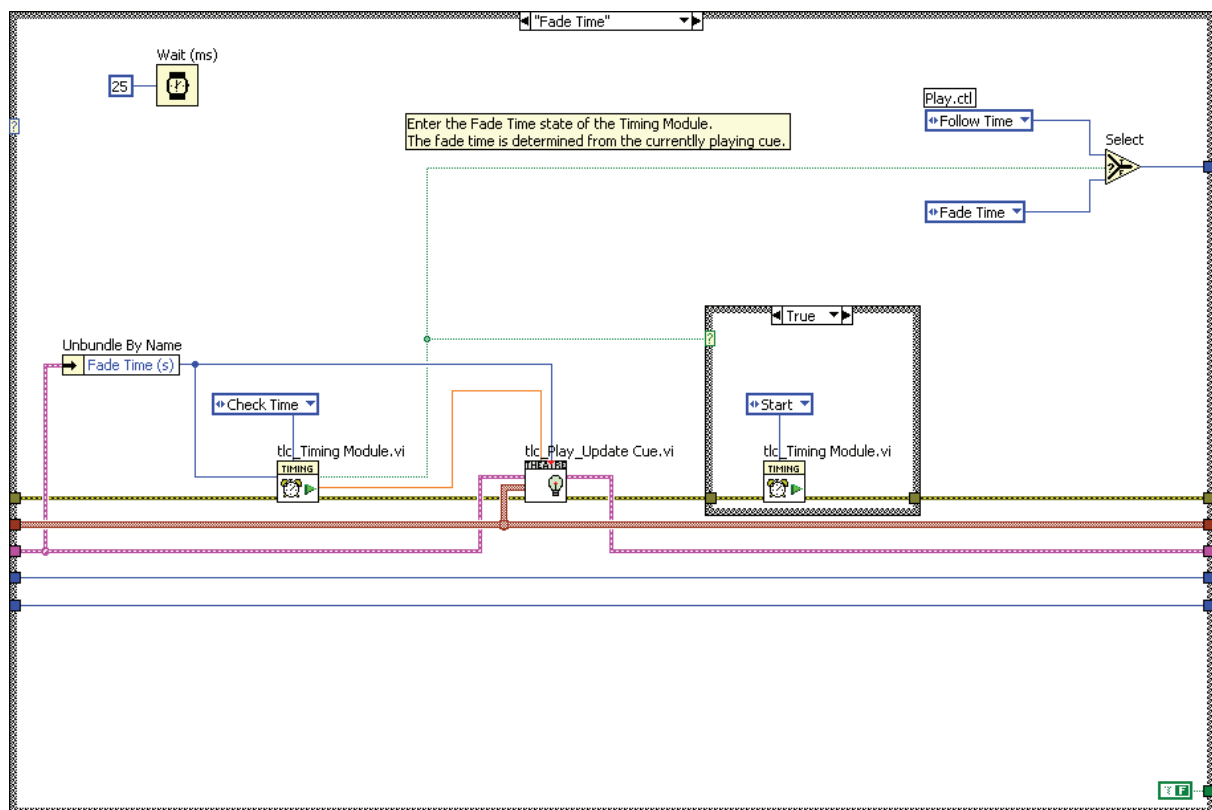 "Fade Time"
Wait (ms)
25
Enter the Fade Time state of the Timing Module.
The fade time is determined from the currentlly playing cue.
Play.ctl
Follow Time
Select
?
T
F
Fade Time
?
True
?
Unbundle By Name
Fade Time (s)
Check Time
Start
tlc_Timing Module.vi
tlc_Play_Update Cue.vi
tlc_Timing Module.vi
TIMING
THEATRE
TIMING
F